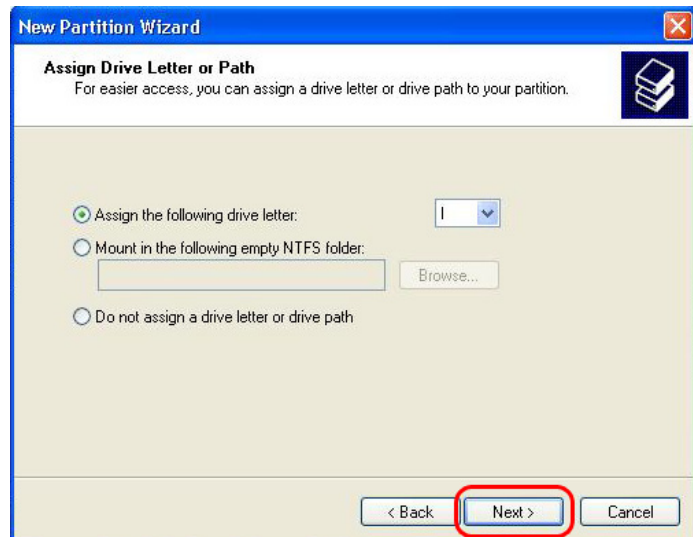 New Partition Wizard
Assign Drive Letter or Path
For easier access, you can assign a drive letter or drive path to your partition.
Assign the following drive letter: I
Mount in the following empty NTFS folder:
Browse...
Do not assign a drive letter or drive path
< Back Next > Cancel